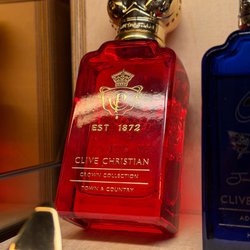 EST 1872
CLIVE CHRISTIAN
CROWN COLLECTION
TOWN & COUNTRY